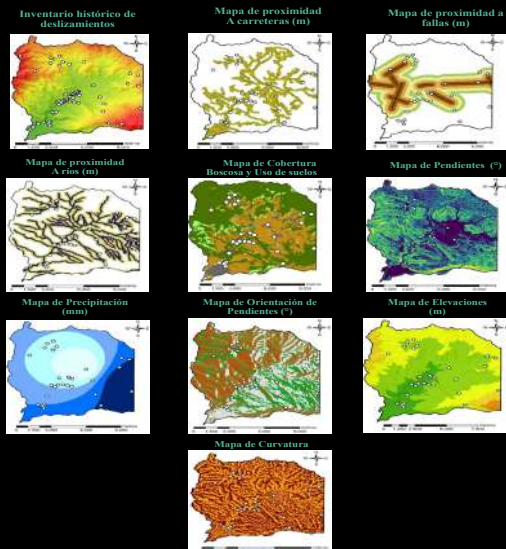 Inventario histórico de
deslizamientos
Mapa de proximidad
A carreteras (m)
Mapa de proximidad a
fallas (m)
Mapa de proximidad
A ríos (m)
Mapa de Cobertura
Boscosa y Uso de suelos
Mapa de Pendientes (°)
Mapa de Precipitación
(mm)
Mapa de Orientación de
Pendientes (°)
Mapa de Elevaciones
(m)
Mapa de Curvatura